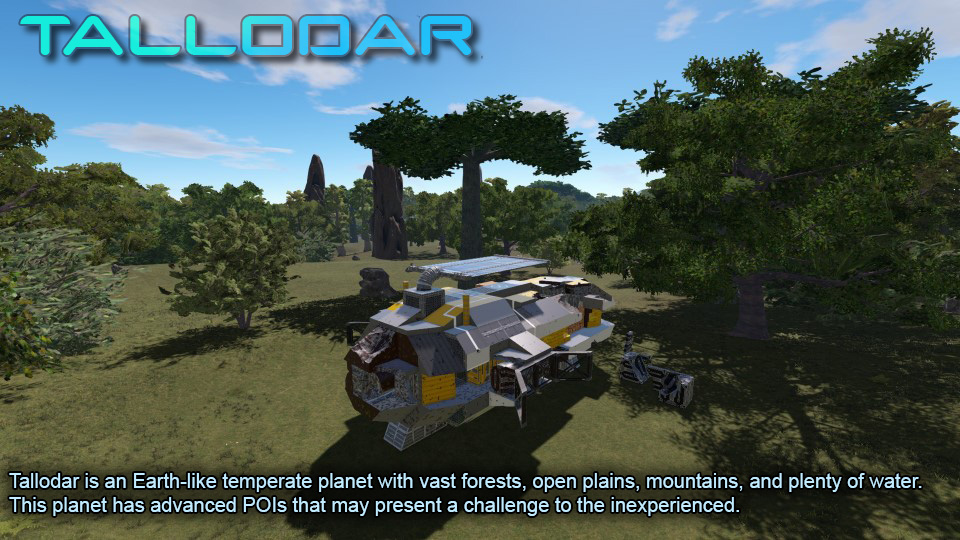 TALLODAR
Tallodar is an Earth-like temperate planet with vast forests, open plains, mountains, and plenty of water.
This planet has advanced POIs that may present a challenge to the inexperienced.